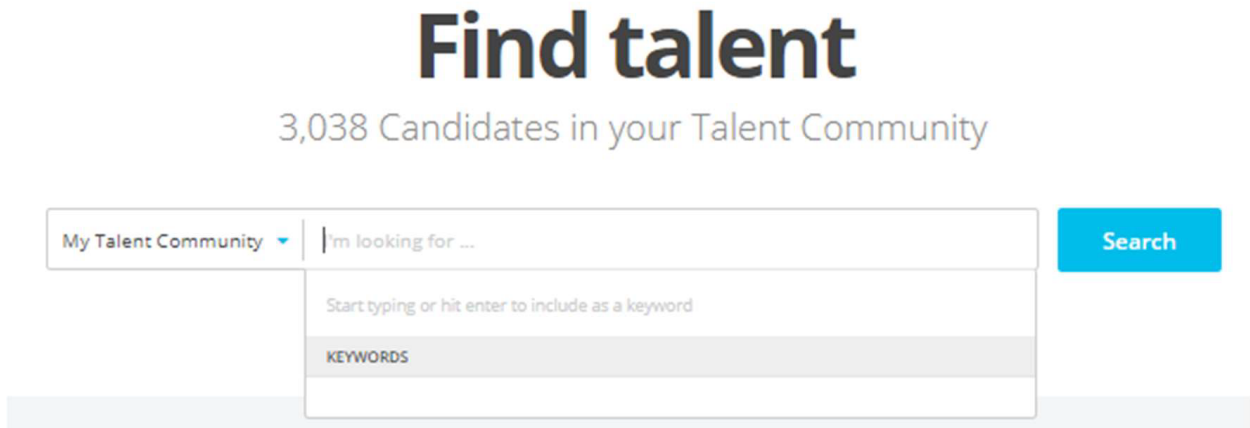 Find talent
3,038 Candidates in your Talent Community
My Talent Community I'm looking for ... Search
Start typing or hit enter to include as a keyword
KEYWORDS